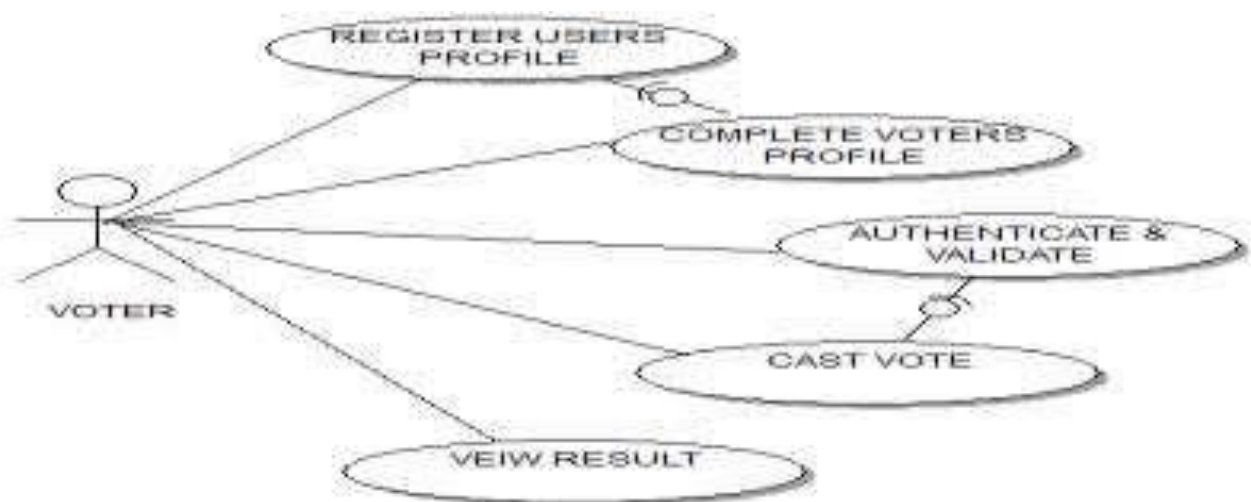 REGISTER USERS
PROFILE
COMPLETE VOTERS
PROFILE
AUTHENTICATE &
VALIDATE
VOTER
CAST VOTE
VEIW RESULT